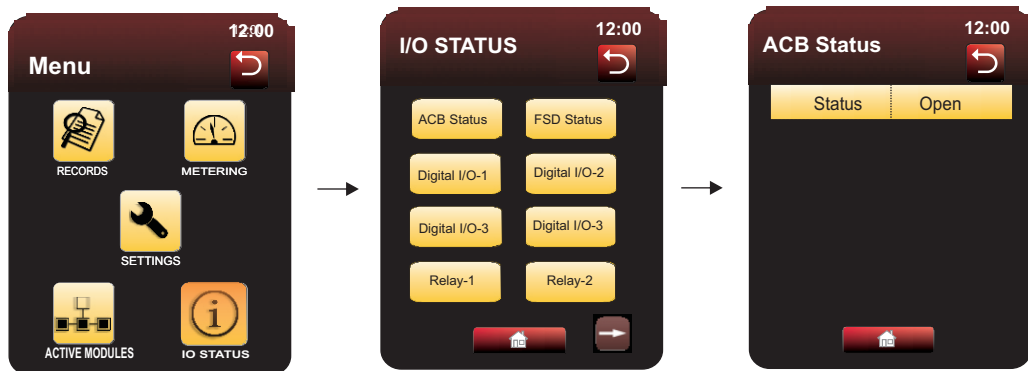 12:00
Menu
RECORDS
METERING
SETTINGS
ACTIVE MODULES
IO STATUS
12:00
I/O STATUS
ACB Status
FSD Status
Digital I/O-1
Digital I/O-2
Digital I/O-3
Digital I/O-3
Relay-1
Relay-2
12:00
ACB Status
Status Open